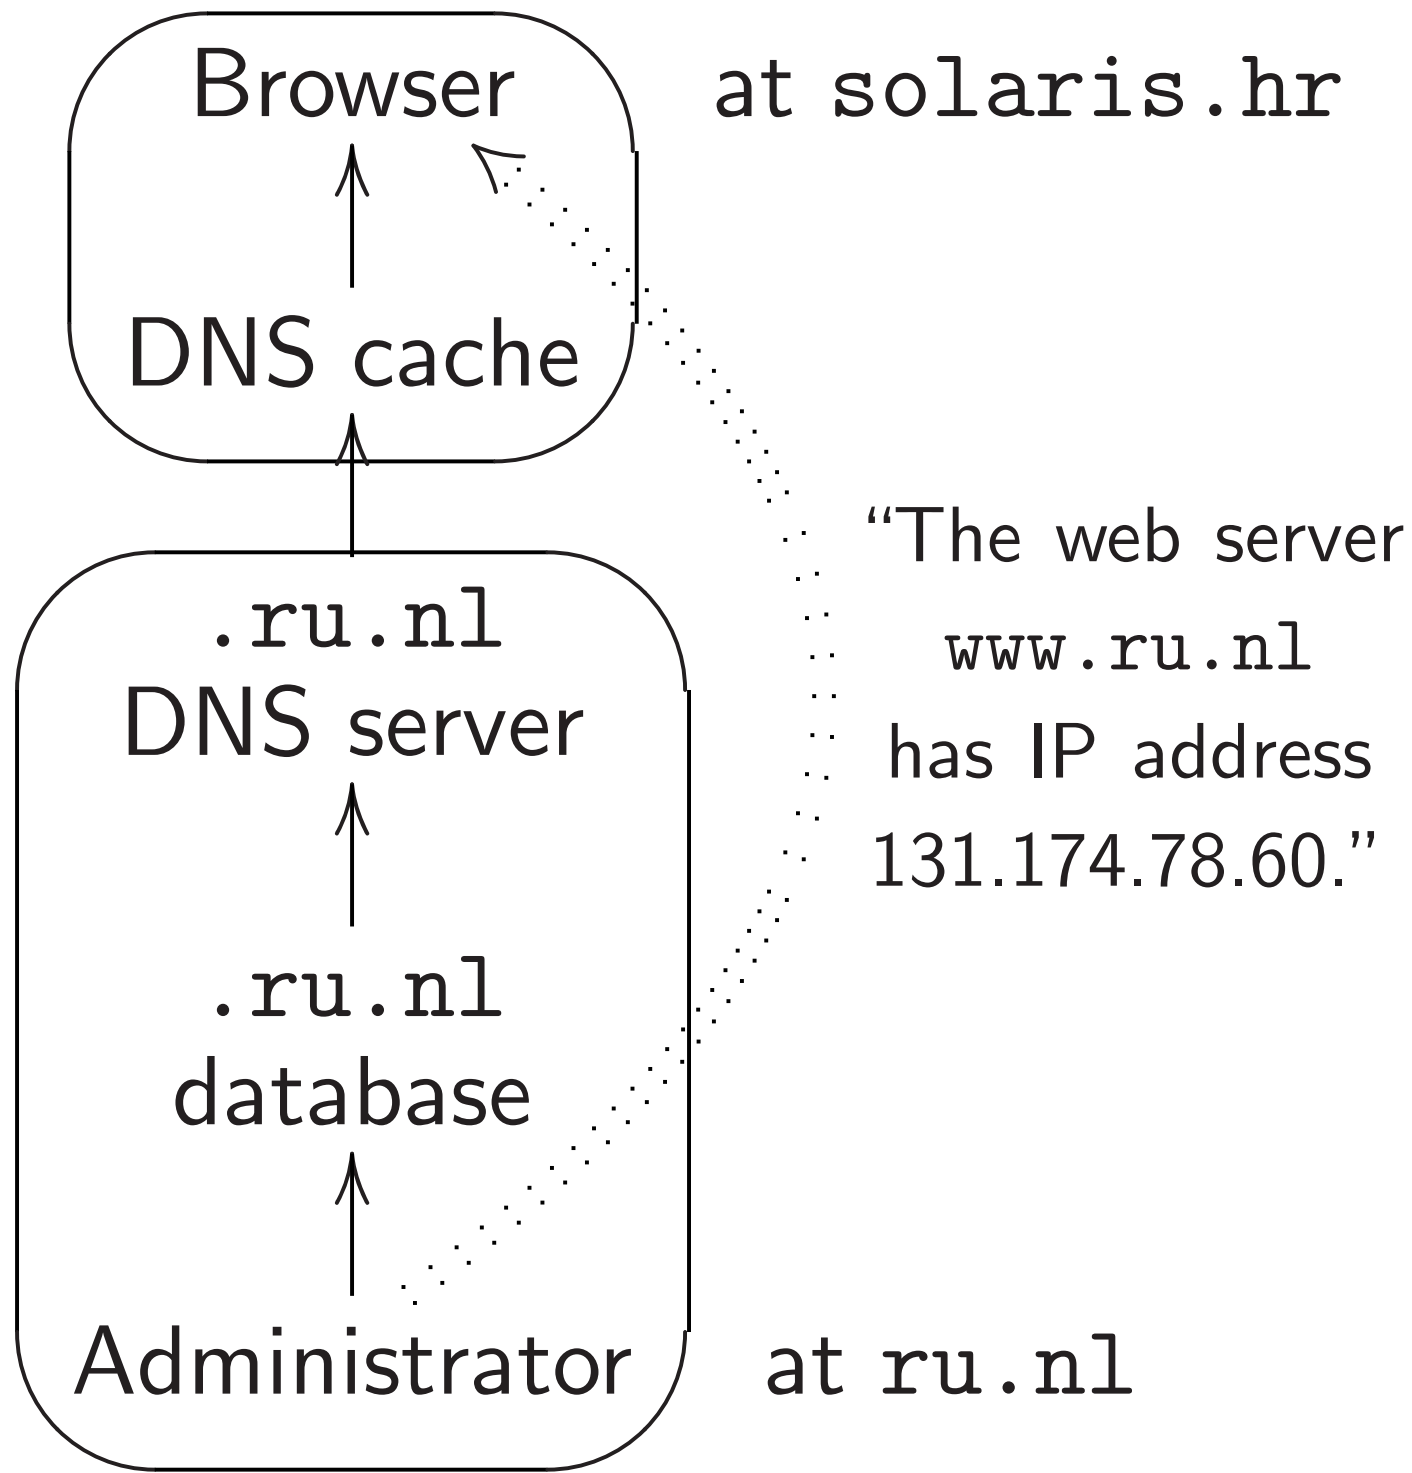 Browser
at solaris.hr
DNS cache
“The web server
www.ru.nl
has IP address
131.174.78.60.”
.ru.nl
DNS server
.ru.nl
database
Administrator
at ru.nl